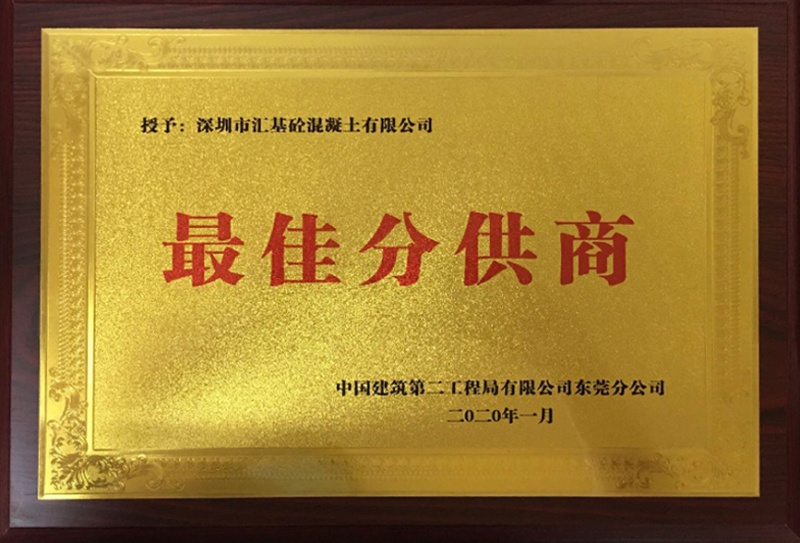 授予：深圳市汇基砼混凝土有限公司
最佳分供商
中国建筑第二工程局有限公司东莞分公司
二0二0年一月